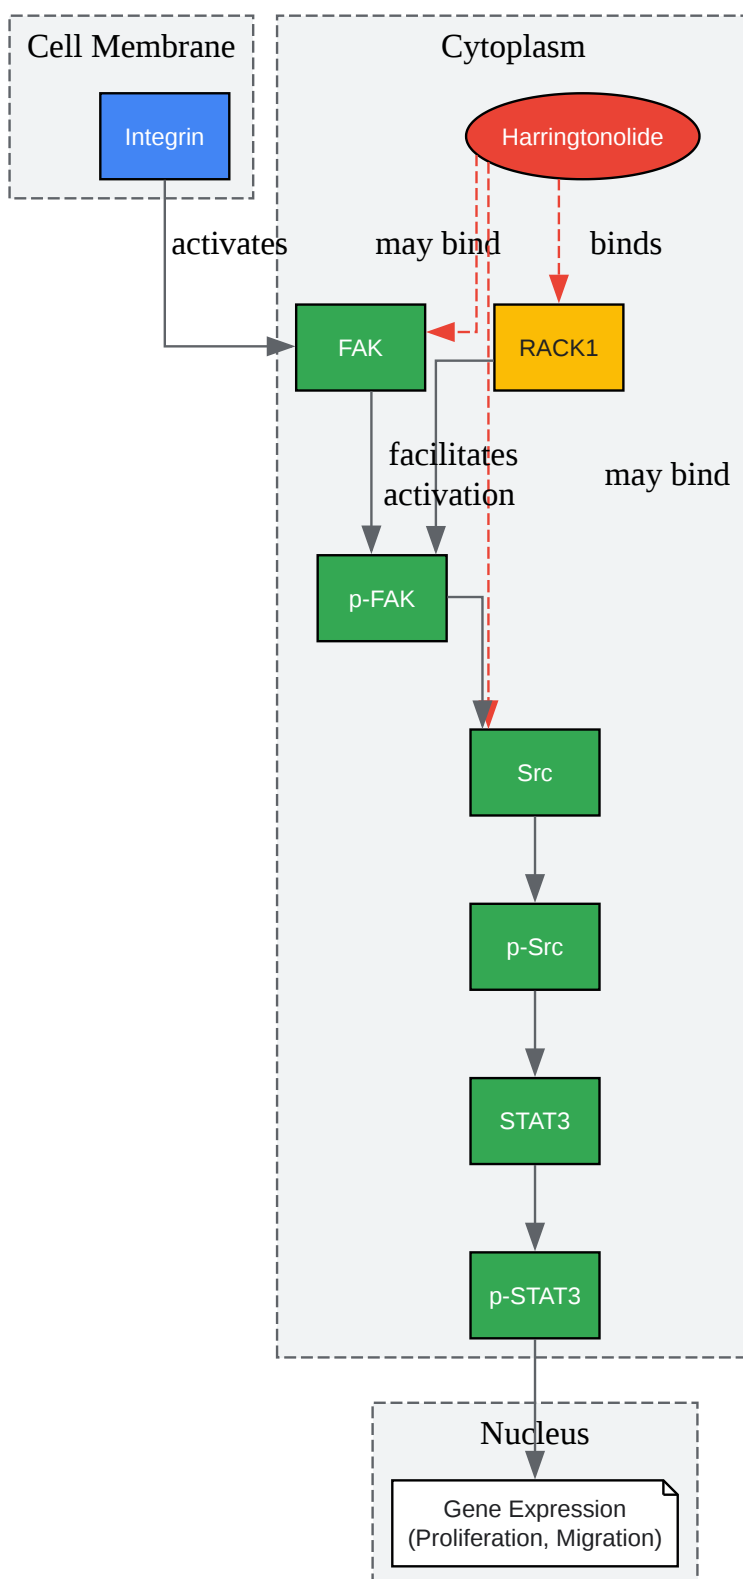 Cell Membrane
Cytoplasm
Integrin
Harringtonolide
activates
may bind
binds
FAK
RACK1
facilitates
activation
may bind
p-FAK
Src
p-Src
STAT3
p-STAT3
Nucleus
Gene Expression
(Proliferation, Migration)